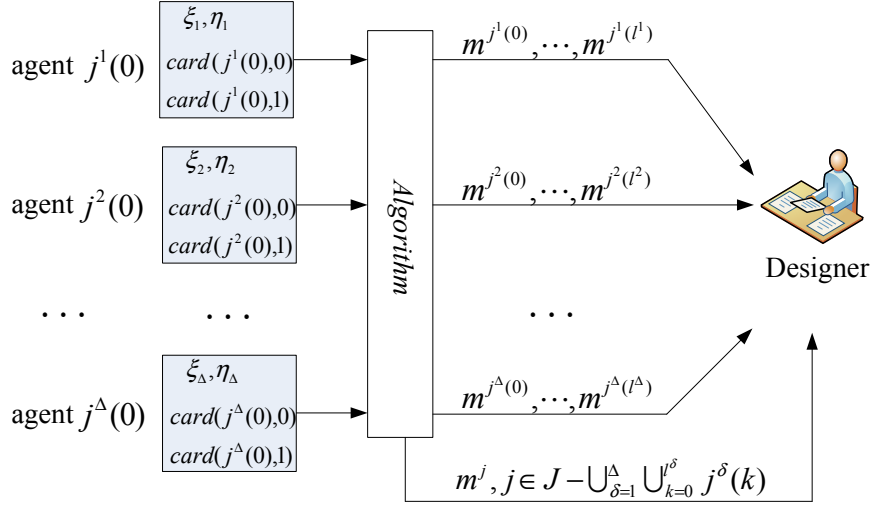 agent j¹(0)
ξ₁,η₁
card(j¹(0),0)
card(j¹(0),1)
m^{j¹(0)},⋯,m^{j¹(l¹)}
agent j²(0)
ξ₂,η₂
card(j²(0),0)
card(j²(0),1)
m^{j²(0)},⋯,m^{j²(l²)}
Algorithm
Designer
⋯ ⋯ ⋯
agent j^Δ(0)
ξ_Δ,η_Δ
card(j^Δ(0),0)
card(j^Δ(0),1)
m^{j^Δ(0)},⋯,m^{j^Δ(l^Δ)}
m^j, j∈J−⋃_{δ=1}^{Δ}⋃_{k=0}^{l^δ} j^δ(k)